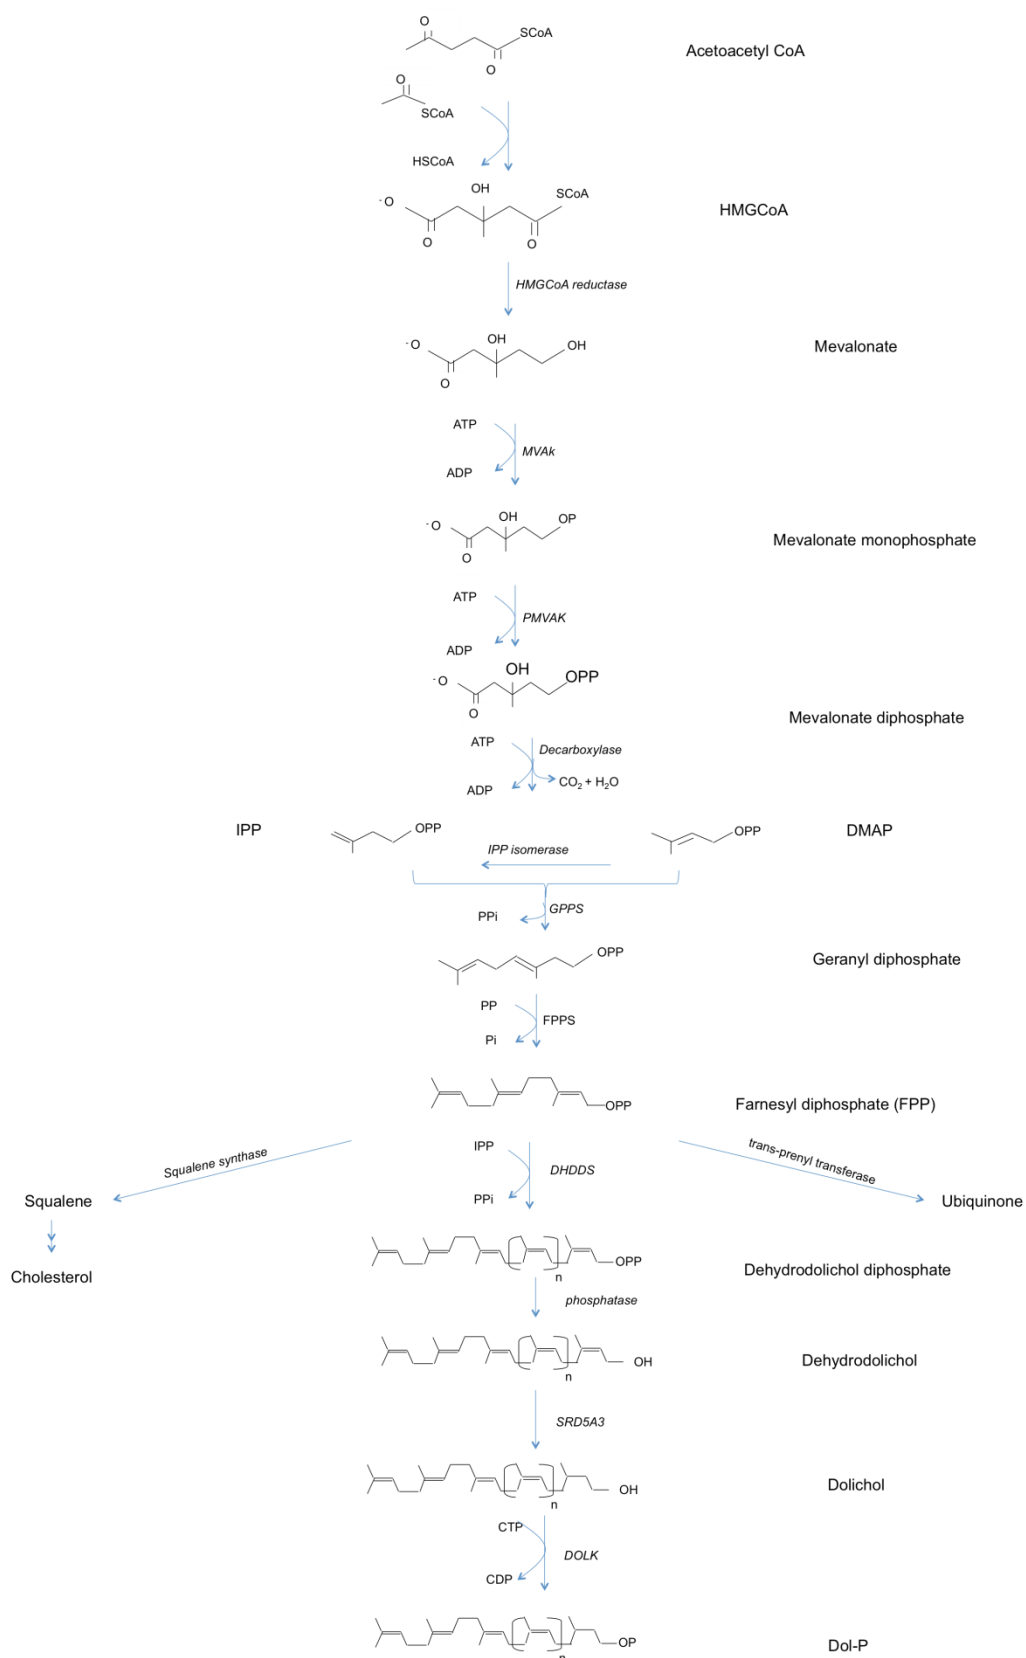 O
SCoA
Acetoacetyl CoA
O
O
SCoA
HSCoA
OH
SCoA
-O
HMGCoA
O
O
HMGCoA reductase
OH
-O
OH
Mevalonate
O
ATP
MVAk
ADP
OH
OP
-O
Mevalonate monophosphate
O
ATP
PMVAK
ADP
OH
OPP
-O
O
Mevalonate diphosphate
ATP
Decarboxylase
CO2 + H2O
ADP
IPP
OPP
OPP
DMAP
IPP isomerase
GPPS
PPi
OPP
Geranyl diphosphate
PP
FPPS
Pi
OPP
Farnesyl diphosphate (FPP)
Squalene synthase
IPP
trans-prenyl transferase
DHDDS
PPi
Squalene
Ubiquinone
OPP
Dehydrodolichol diphosphate
n
Cholesterol
phosphatase
OH
Dehydrodolichol
n
SRD5A3
OH
Dolichol
n
CTP
DOLK
CDP
OP
Dol-P
n